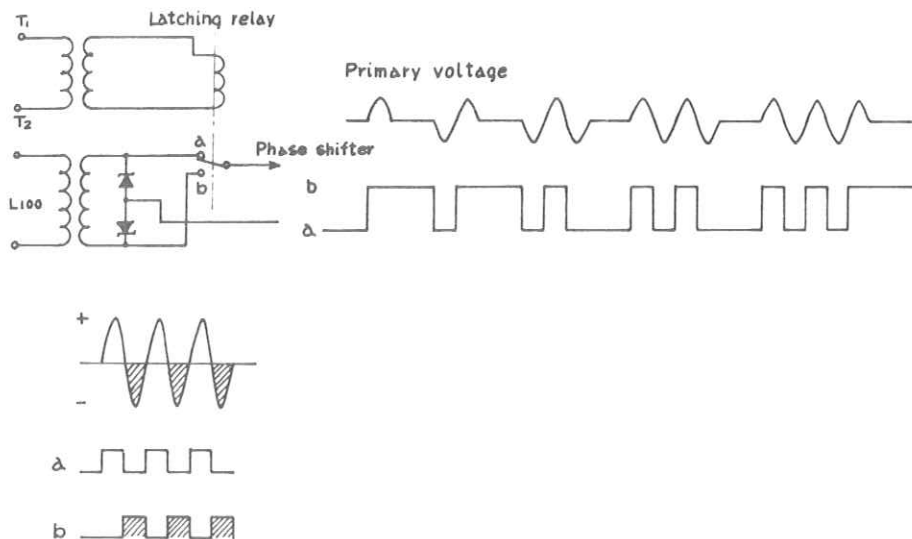 T1
Latching relay
T2
Primary voltage
a
Phase shifter
b
L100
b
a
+
-
a
b